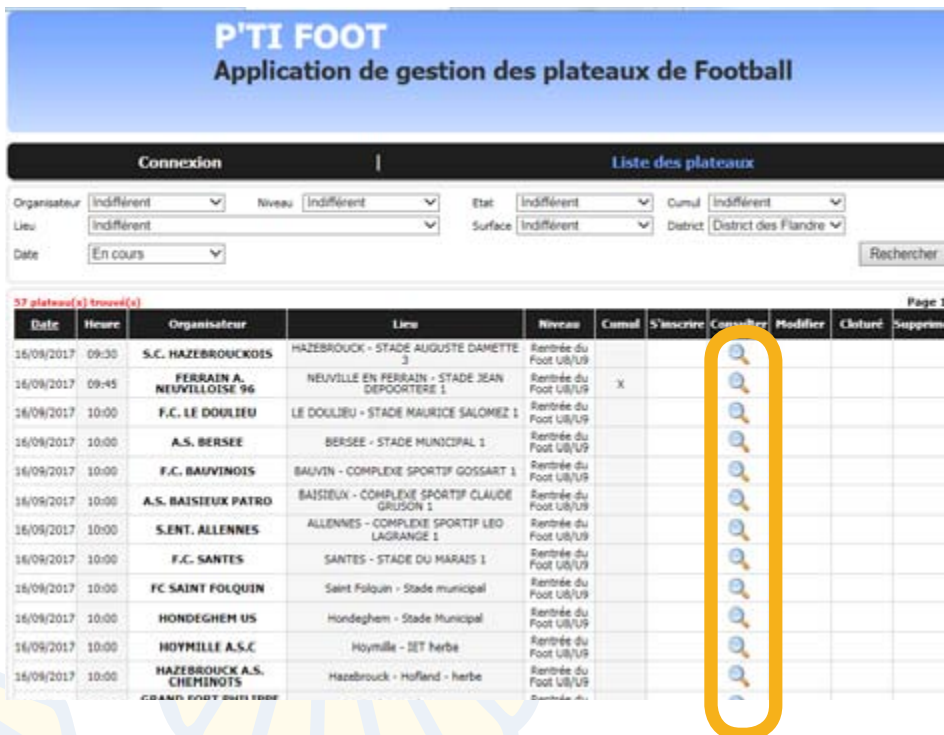 P'TI FOOT
Application de gestion des plateaux de Football
Connexion | Liste des plateaux
Organisateur Indifférent Niveau Indifférent Etat Indifférent Cumul Indifférent
Lieu Indifférent Surface Indifférent District District des Flandre
Date En cours Rechercher
57 plateau(x) trouvé(s) Page 1
Date Heure Organisateur Lieu Niveau Cumul S'inscrire Consulter Modifier Cloturé Supprim
16/09/2017 09:30 S.C. HAZEBROUCKOIS HAZEBROUCK - STADE AUGUSTE DAMETTE 3 Rentrée du Foot U8/U9
16/09/2017 09:45 FERRAIN A. NEUVILLOISE 96 NEUVILLE EN FERRAIN - STADE JEAN DEPOORTERE 1 Rentrée du Foot U8/U9 X
16/09/2017 10:00 F.C. LE DOULIEU LE DOULIEU - STADE MAURICE SALOMEZ 1 Rentrée du Foot U8/U9
16/09/2017 10:00 A.S. BERSEE BERSEE - STADE MUNICIPAL 1 Rentrée du Foot U8/U9
16/09/2017 10:00 F.C. BAUVINOIS BAUVIN - COMPLEXE SPORTIF GOSSART 1 Rentrée du Foot U8/U9
16/09/2017 10:00 A.S. BAISIEUX PATRO BAISIEUX - COMPLEXE SPORTIF CLAUDE GRUSON 1 Rentrée du Foot U8/U9
16/09/2017 10:00 S.ENT. ALLENNES ALLENNES - COMPLEXE SPORTIF LEO LAGRANGE 1 Rentrée du Foot U8/U9
16/09/2017 10:00 F.C. SANTES SANTES - STADE DU MARAIS 1 Rentrée du Foot U8/U9
16/09/2017 10:00 FC SAINT FOLQUIN Saint Folquin - Stade municipal Rentrée du Foot U8/U9
16/09/2017 10:00 HONDEGHEM US Hondeghem - Stade Municipal Rentrée du Foot U8/U9
16/09/2017 10:00 HOYMILLE A.S.C Hoymille - IET herbe Rentrée du Foot U8/U9
16/09/2017 10:00 HAZEBROUCK A.S. CHEMINOTS Hazebrouck - Hofland - herbe Rentrée du Foot U8/U9
GRAND FORT PHILIPPE Rentrée du